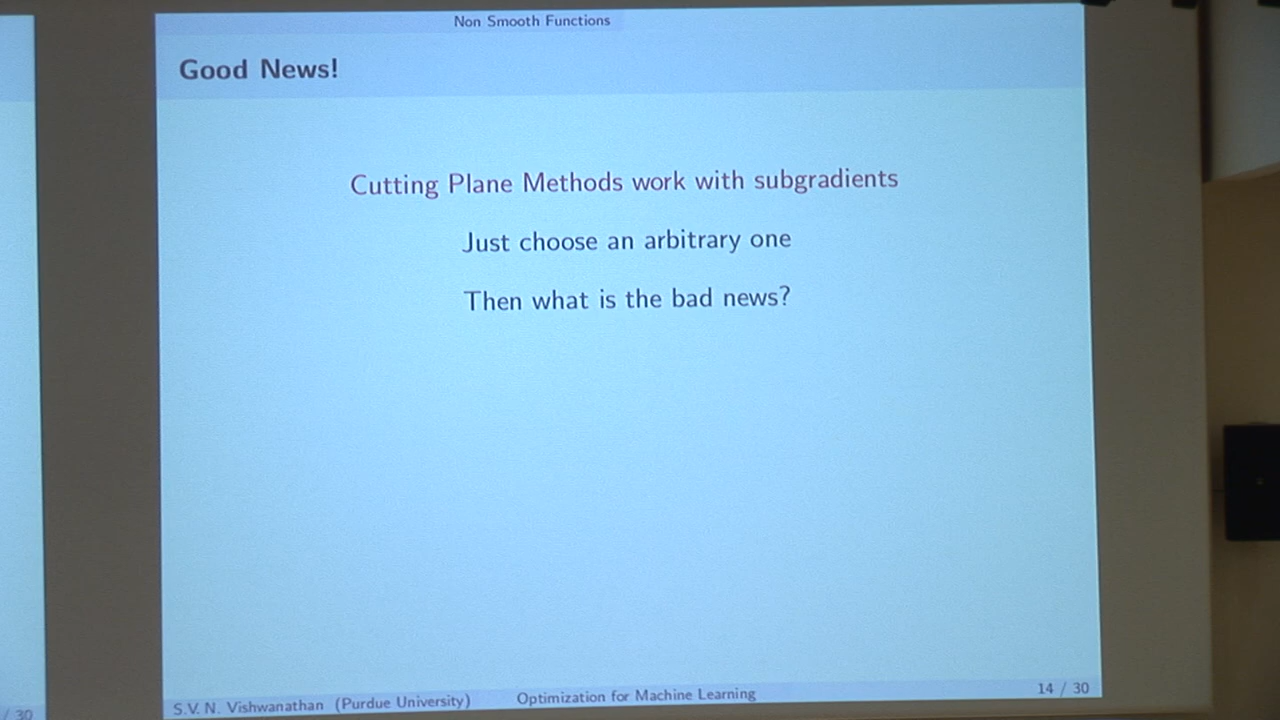 Non Smooth Functions
Good News!
Cutting Plane Methods work with subgradients
Just choose an arbitrary one
Then what is the bad news?
S.V. N. Vishwanathan (Purdue University)
Optimization for Machine Learning
14 / 30
/ 30